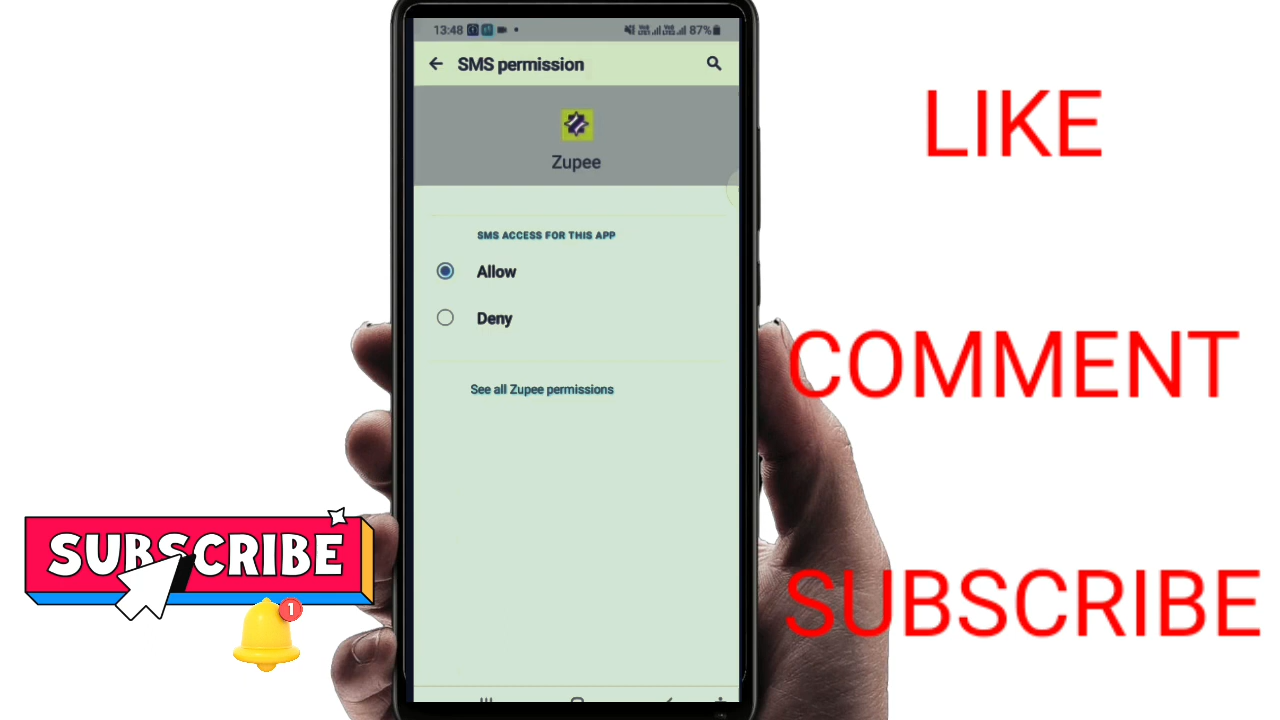 13:48 87%
SMS permission
Zupee
SMS ACCESS FOR THIS APP
Allow
Deny
See all Zupee permissions
LIKE
COMMENT
SUBSCRIBE
SUBSCRIBE
1